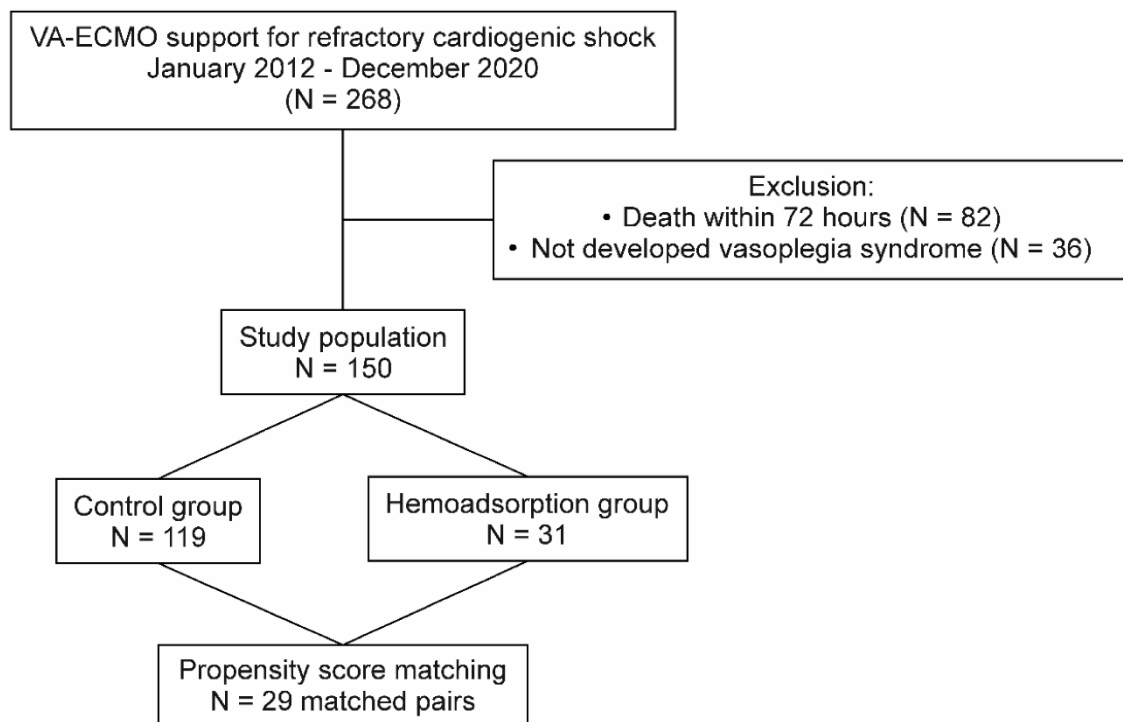 VA-ECMO support for refractory cardiogenic shock
January 2012 - December 2020
(N = 268)
Exclusion:
• Death within 72 hours (N = 82)
• Not developed vasoplegia syndrome (N = 36)
Study population
N = 150
Control group
N = 119
Hemoadsorption group
N = 31
Propensity score matching
N = 29 matched pairs